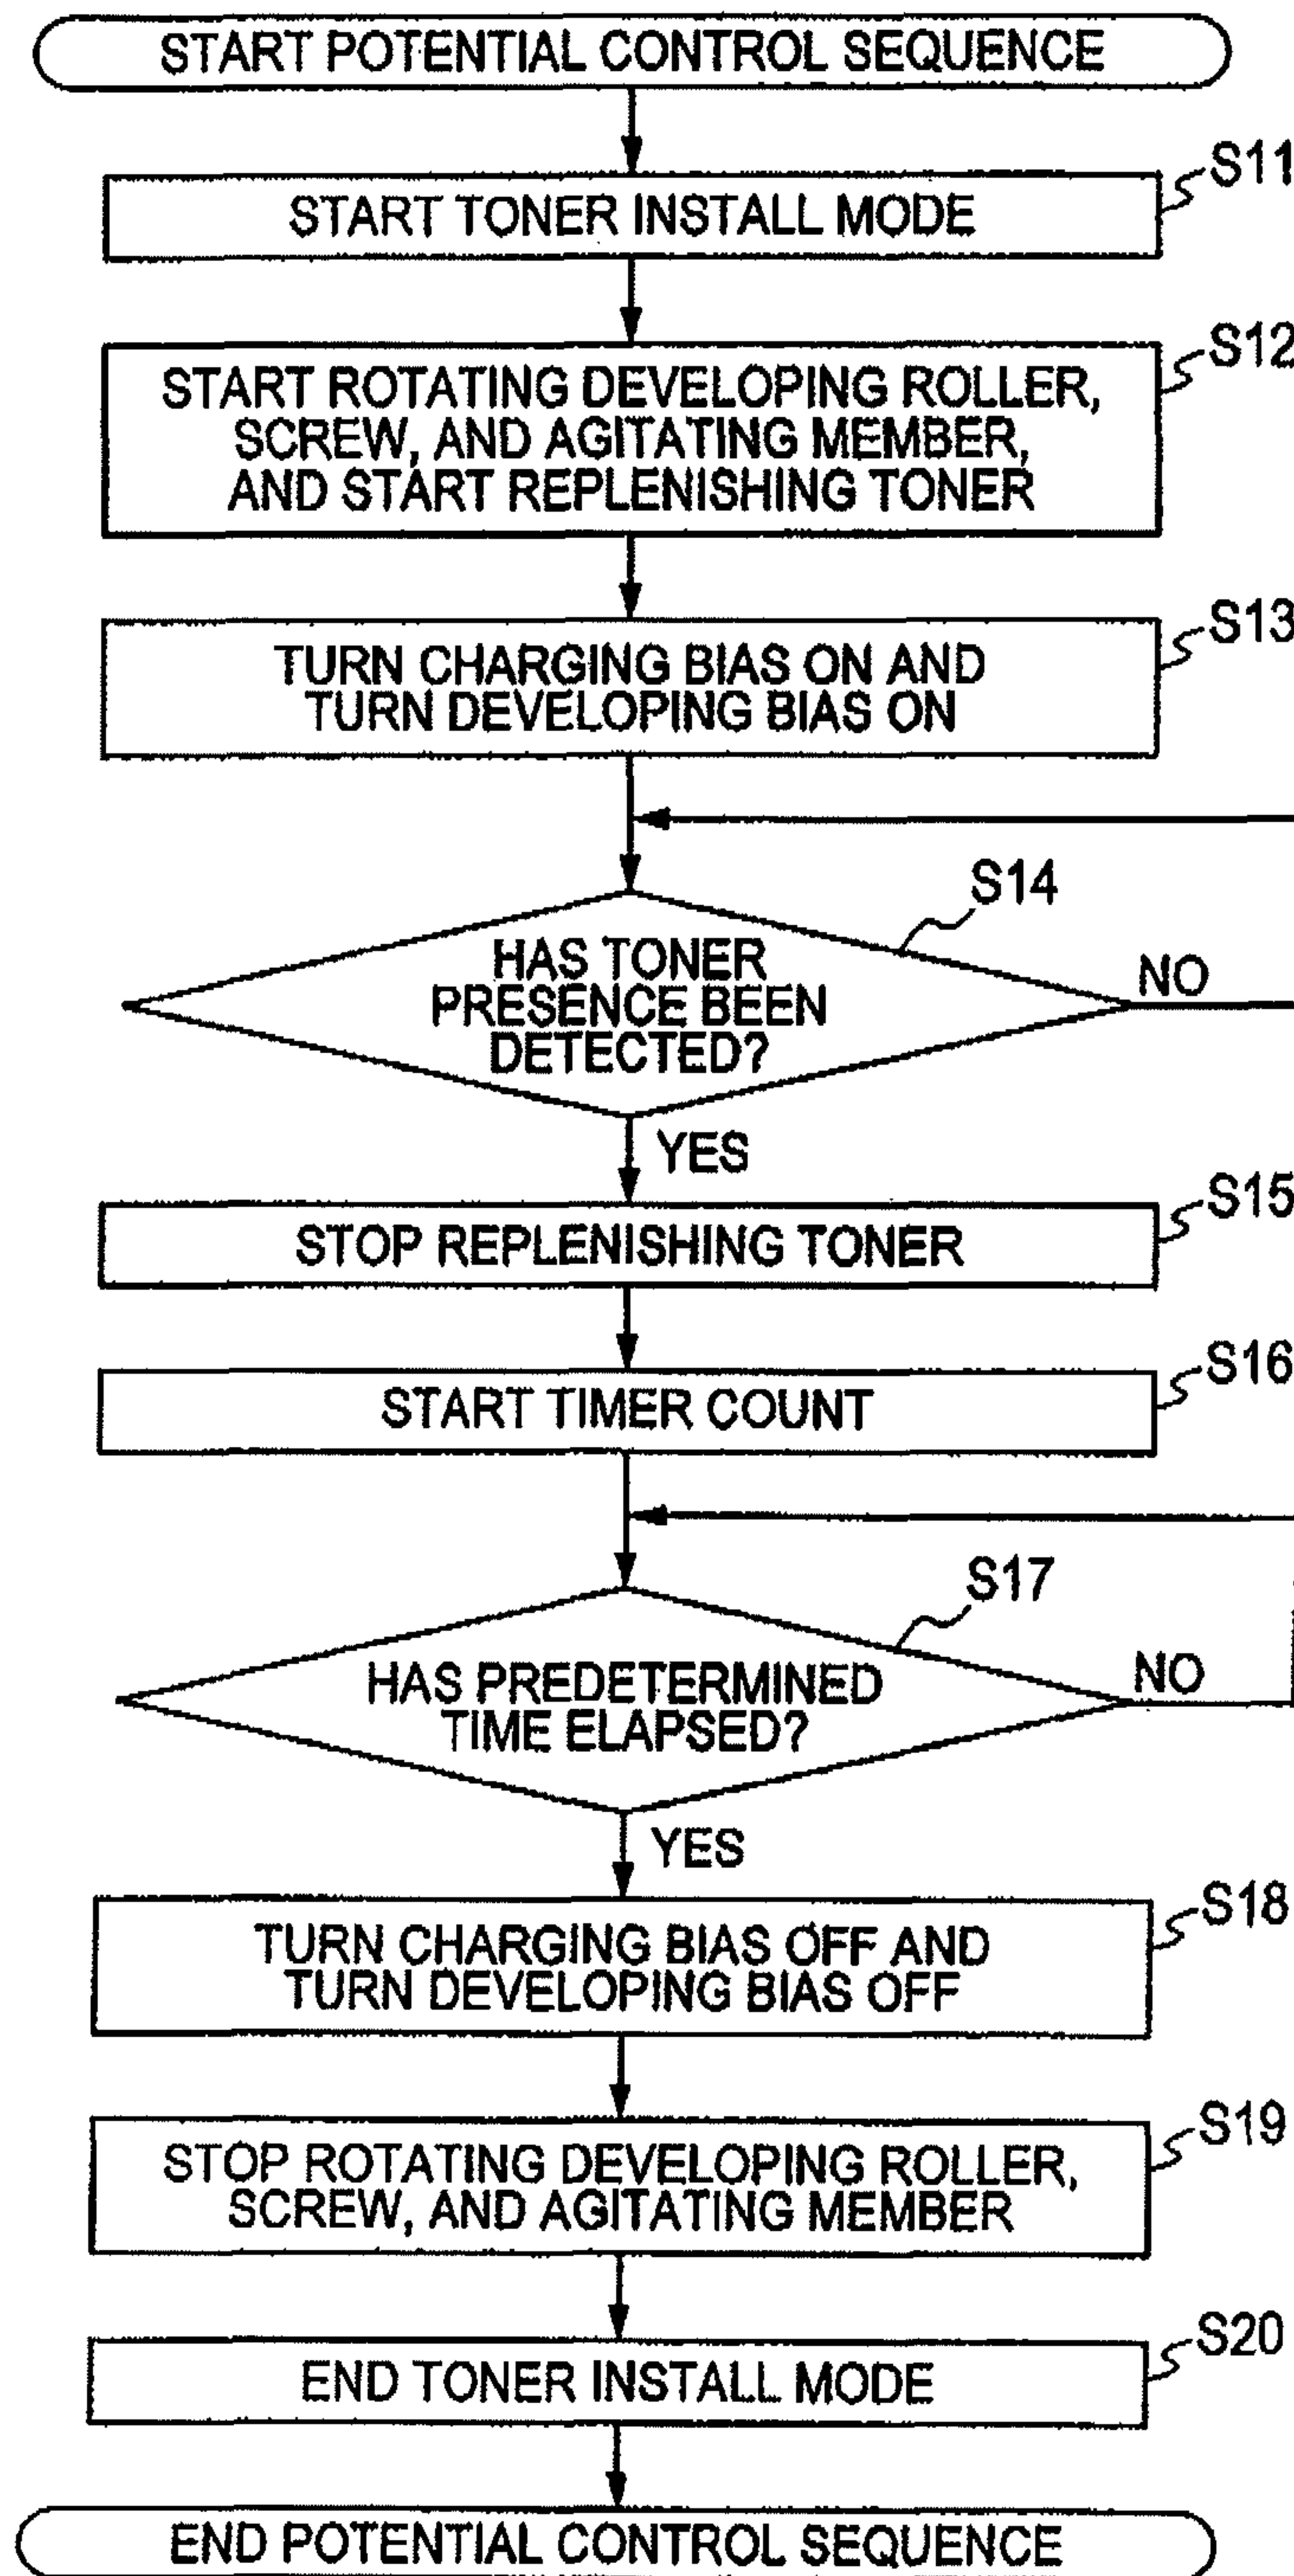 START POTENTIAL CONTROL SEQUENCE
S11
START TONER INSTALL MODE
S12
START ROTATING DEVELOPING ROLLER,
SCREW, AND AGITATING MEMBER,
AND START REPLENISHING TONER
S13
TURN CHARGING BIAS ON AND
TURN DEVELOPING BIAS ON
S14
HAS TONER
PRESENCE BEEN
DETECTED?
NO
YES
S15
STOP REPLENISHING TONER
S16
START TIMER COUNT
S17
HAS PREDETERMINED
TIME ELAPSED?
NO
YES
S18
TURN CHARGING BIAS OFF AND
TURN DEVELOPING BIAS OFF
S19
STOP ROTATING DEVELOPING ROLLER,
SCREW, AND AGITATING MEMBER
S20
END TONER INSTALL MODE
END POTENTIAL CONTROL SEQUENCE